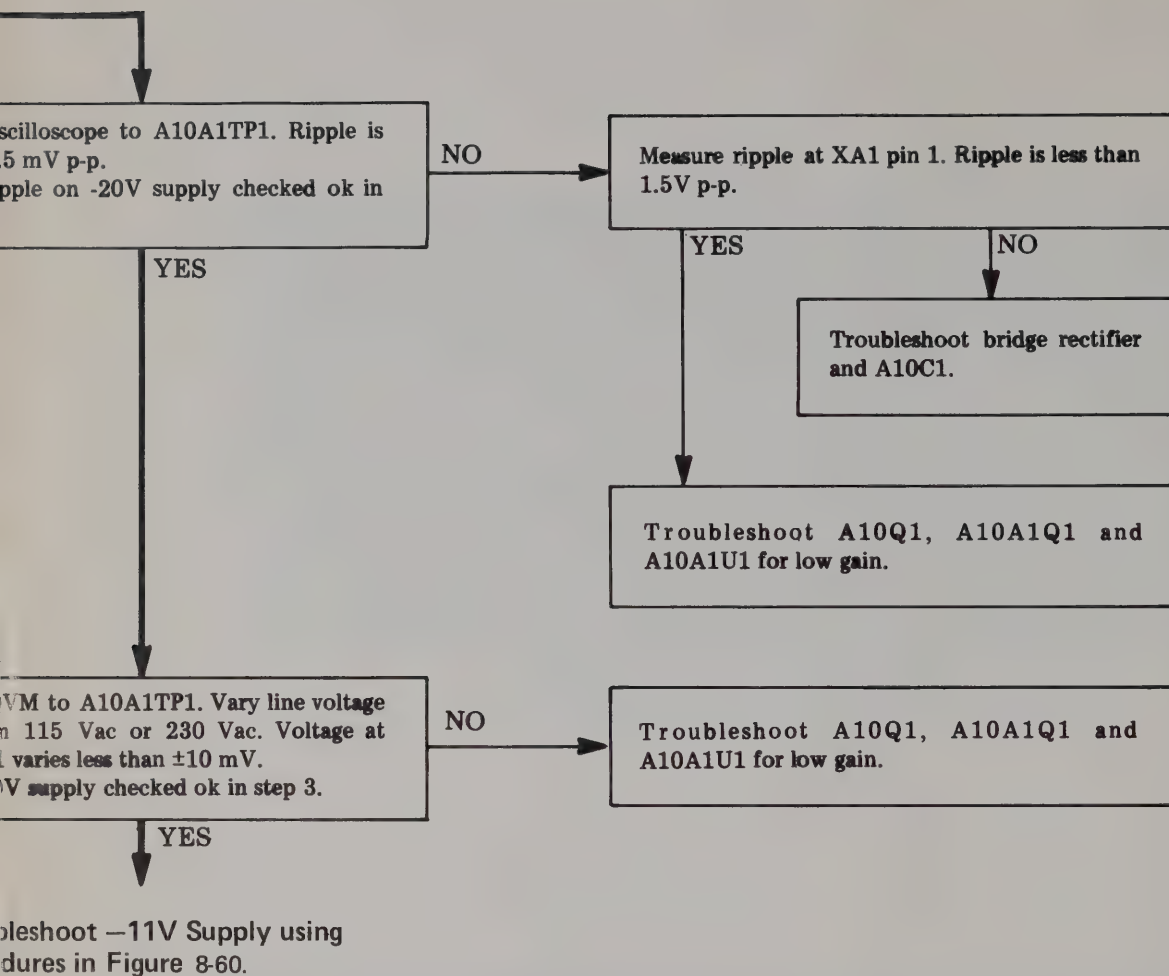 scilloscope to A10A1TP1. Ripple is
.5 mV p-p.
pple on -20V supply checked ok in
NO
Measure ripple at XA1 pin 1. Ripple is less than
1.5V p-p.
YES
YES
NO
Troubleshoot bridge rectifier
and A10C1.
Troubleshoot A10Q1, A10A1Q1 and
A10A1U1 for low gain.
VM to A10A1TP1. Vary line voltage
115 Vac or 230 Vac. Voltage at
varies less than ±10 mV.
V supply checked ok in step 3.
NO
Troubleshoot A10Q1, A10A1Q1 and
A10A1U1 for low gain.
YES
bleshoot –11V Supply using
dures in Figure 8-60.